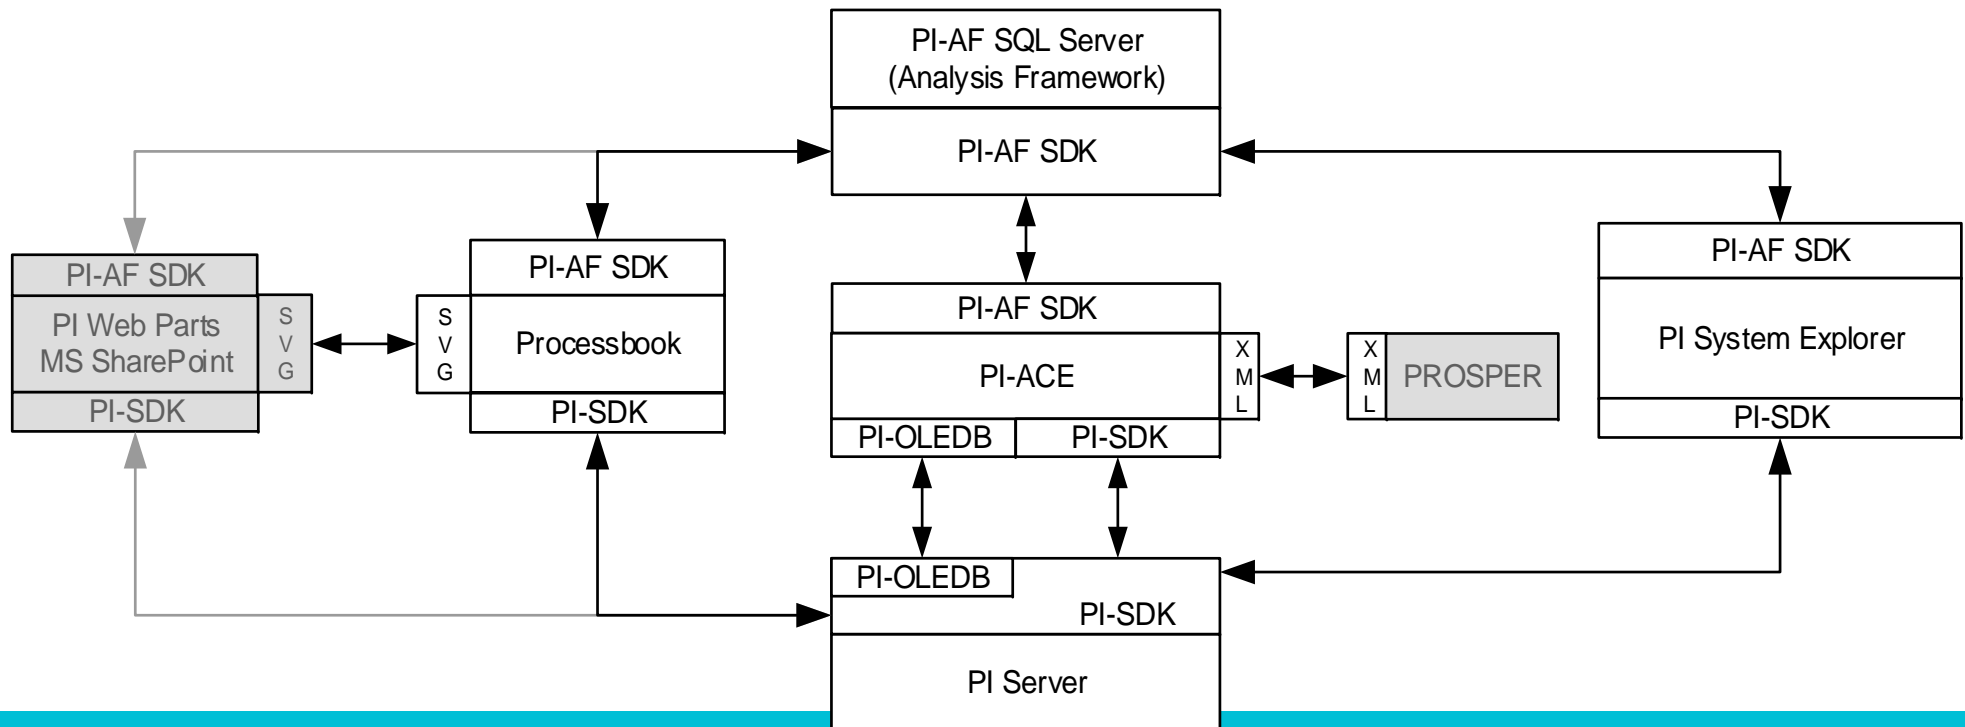 PI-AF SQL Server
(Analysis Framework)
PI-AF SDK
PI-AF SDK
PI Web Parts
MS SharePoint
S
V
G
PI-SDK
PI-AF SDK
S
V
G
Processbook
PI-SDK
PI-AF SDK
PI-ACE
X
M
L
PI-OLEDB
PI-SDK
X
M
L
PROSPER
PI-AF SDK
PI System Explorer
PI-SDK
PI-OLEDB
PI-SDK
PI Server